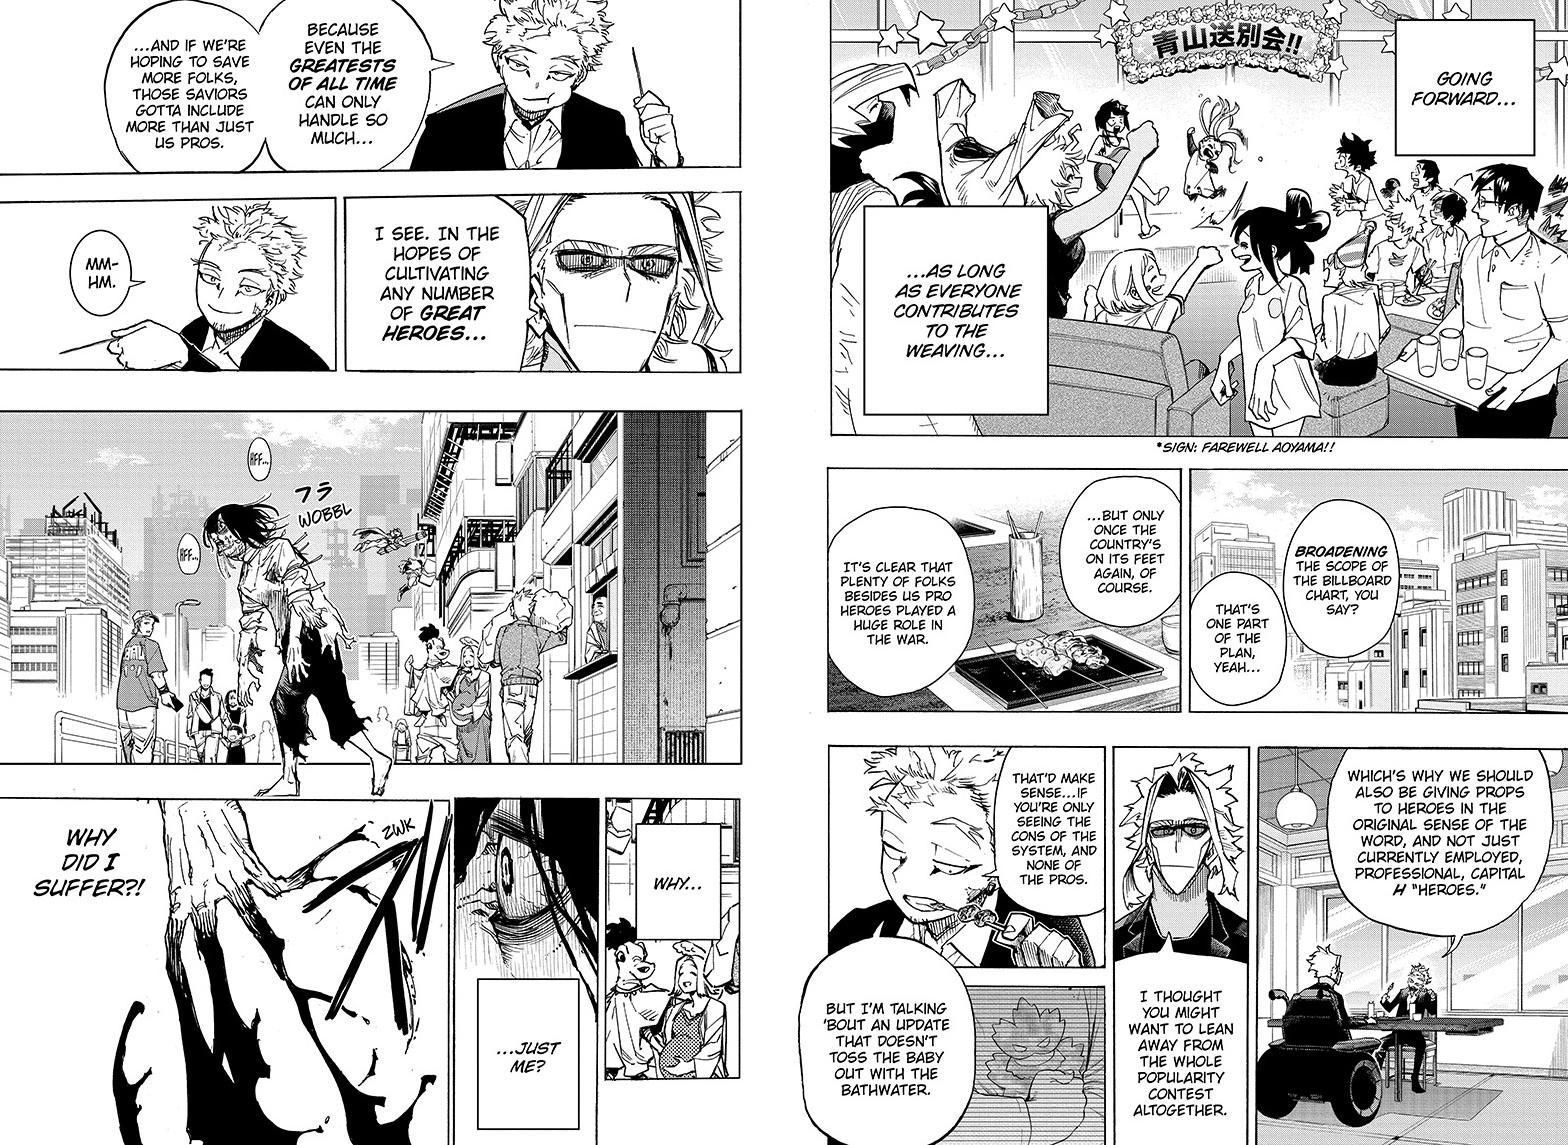 青山送別会!!
GOING
FORWARD...
...AS LONG
AS EVERYONE
CONTRIBUTES
TO THE
WEAVING...
*SIGN: FAREWELL AOYAMA!!
BROADENING
THE SCOPE OF
THE BILLBOARD
CHART, YOU
SAY?
THAT'S
ONE PART
OF THE
PLAN,
YEAH...
...BUT ONLY
ONCE THE
COUNTRY'S
ON ITS FEET
AGAIN, OF
COURSE.
IT'S CLEAR THAT
PLENTY OF FOLKS
BESIDES US PRO
HEROES PLAYED A
HUGE ROLE IN
THE WAR.
WHICH'S WHY WE SHOULD
ALSO BE GIVING PROPS
TO HEROES IN THE
ORIGINAL SENSE OF THE
WORD, AND NOT JUST
CURRENTLY EMPLOYED,
PROFESSIONAL, CAPITAL
H "HEROES."
I THOUGHT
YOU MIGHT
WANT TO LEAN
AWAY FROM
THE WHOLE
POPULARITY
CONTEST
ALTOGETHER.
THAT'D MAKE
SENSE...IF
YOU'RE ONLY
SEEING THE
CONS OF THE
SYSTEM, AND
NONE OF
THE PROS.
BUT I'M TALKING
'BOUT AN UPDATE
THAT DOESN'T
TOSS THE BABY
OUT WITH THE
BATHWATER.
BECAUSE
EVEN THE
GREATESTS
OF ALL TIME
CAN ONLY
HANDLE SO
MUCH...
...AND IF WE'RE
HOPING TO SAVE
MORE FOLKS,
THOSE SAVIORS
GOTTA INCLUDE
MORE THAN JUST
US PROS.
I SEE. IN THE
HOPES OF
CULTIVATING
ANY NUMBER
OF GREAT
HEROES...
MM-
HM.
HFF...
フラ
WOBBL
HFF...
WHY...
...JUST
ME?
ZWK
WHY
DID I
SUFFER?!